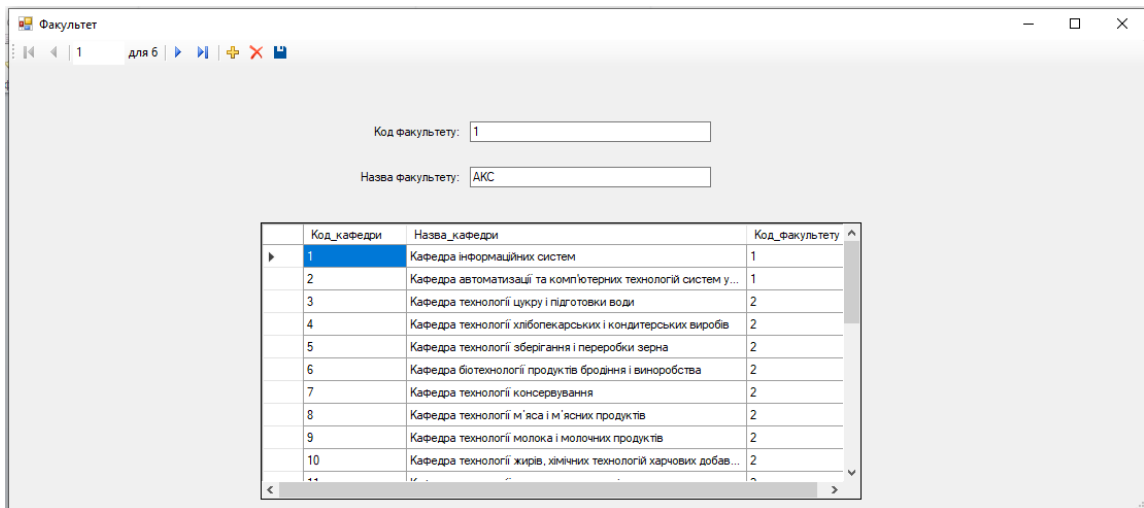 Факультет
1 для 6
Код факультету: 1
Назва факультету: АКС
Код_кафедри Назва_кафедри Код_факультету
1 Кафедра інформаційних систем 1
2 Кафедра автоматизації та комп'ютерних технологій систем у... 1
3 Кафедра технології цукру і підготовки води 2
4 Кафедра технології хлібопекарських і кондитерських виробів 2
5 Кафедра технології зберігання і переробки зерна 2
6 Кафедра біотехнології продуктів бродіння і виноробства 2
7 Кафедра технології консервування 2
8 Кафедра технології м`яса і м`ясних продуктів 2
9 Кафедра технології молока і молочних продуктів 2
10 Кафедра технології жирів, хімічних технологій харчових добав... 2